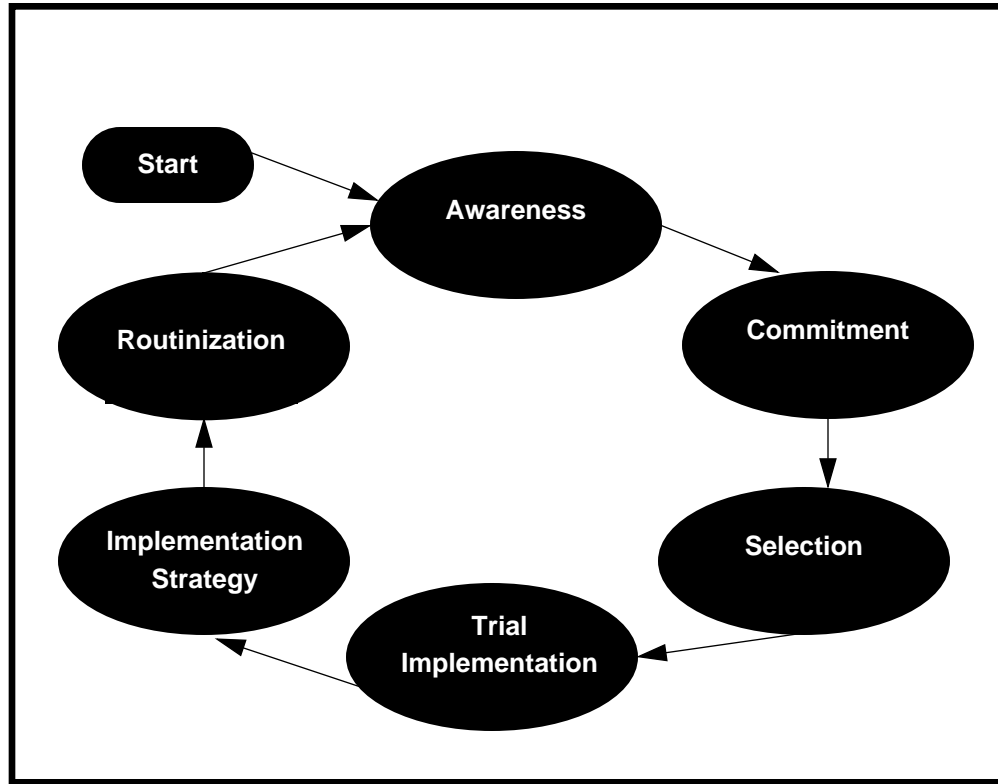 Start
Awareness
Commitment
Selection
Trial
Implementation
Implementation
Strategy
Routinization